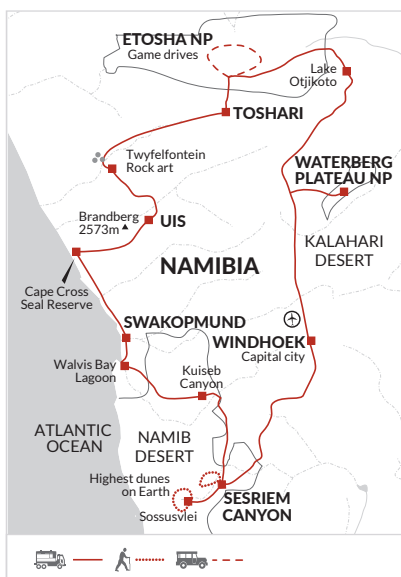 ETOSHA NP
Game drives
Lake
Otjikoto
TOSHARI
Twyfelfontein
Rock art
WATERBERG
PLATEAU NP
Brandberg
2573m
UIS
KALAHARI
DESERT
NAMIBIA
Cape Cross
Seal Reserve
SWAKOPMUND
WINDHOEK
Capital city
Walvis Bay
Lagoon
Kuiseb
Canyon
ATLANTIC
OCEAN
NAMIB
DESERT
Highest dunes
on Earth
SESRIEM
CANYON
Sossusvlei